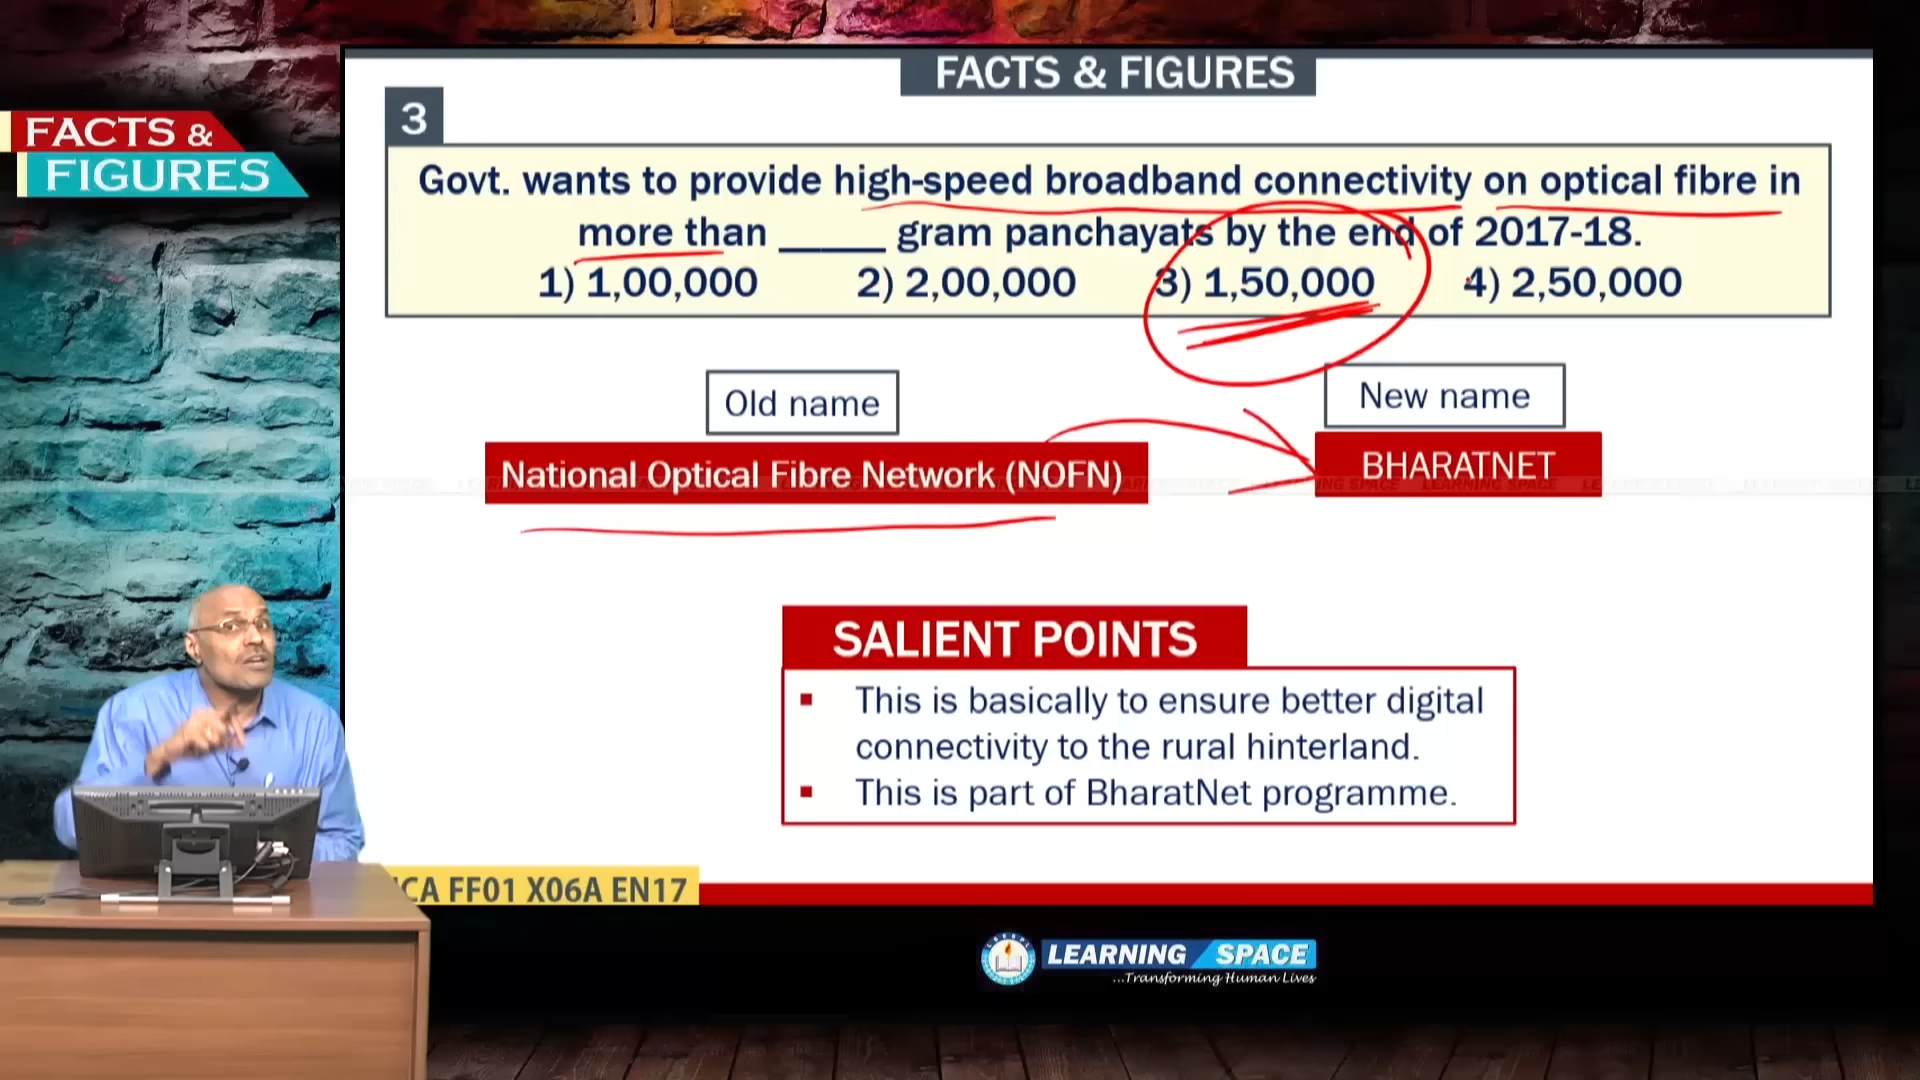 FACTS & FIGURES
FACTS &
FIGURES
3
Govt. wants to provide high-speed broadband connectivity on optical fibre in
more than _____ gram panchayats by the end of 2017-18.
1) 1,00,000 2) 2,00,000 3) 1,50,000 4) 2,50,000
Old name
New name
National Optical Fibre Network (NOFN)
BHARATNET
SALIENT POINTS
▪ This is basically to ensure better digital
connectivity to the rural hinterland.
▪ This is part of BharatNet programme.
CA FF01 X06A EN17
LEARNING SPACE
...Transforming Human Lives